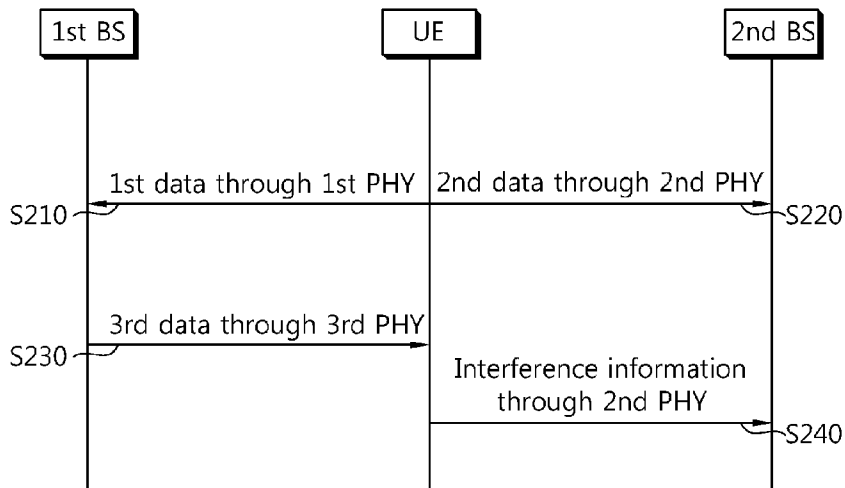 1st BS
UE
2nd BS
1st data through 1st PHY
2nd data through 2nd PHY
S210
S220
3rd data through 3rd PHY
S230
Interference information
through 2nd PHY
S240